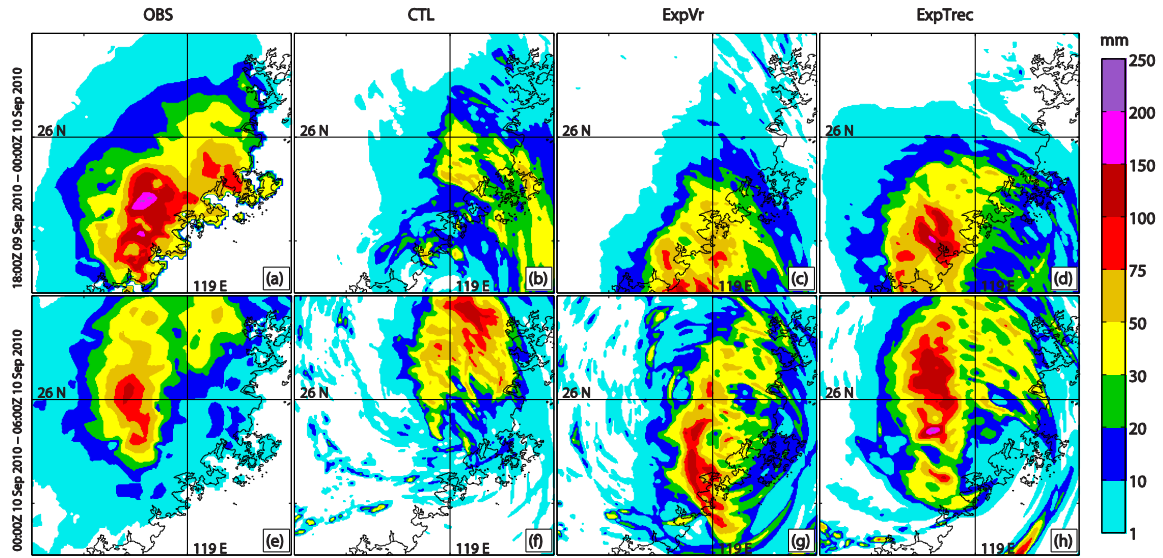 OBS CTL ExpVr ExpTrec
mm
18:00Z 09 Sep 2010 – 00:00Z 10 Sep 2010
26 N 26 N 26 N 26 N
119 E 119 E 119 E 119 E
(a) (b) (c) (d)
00:00Z 10 Sep 2010 – 06:00Z 10 Sep 2010
26 N 26 N 26 N 26 N
119 E 119 E 119 E 119 E
(e) (f) (g) (h)
250
200
150
100
75
50
30
20
10
1